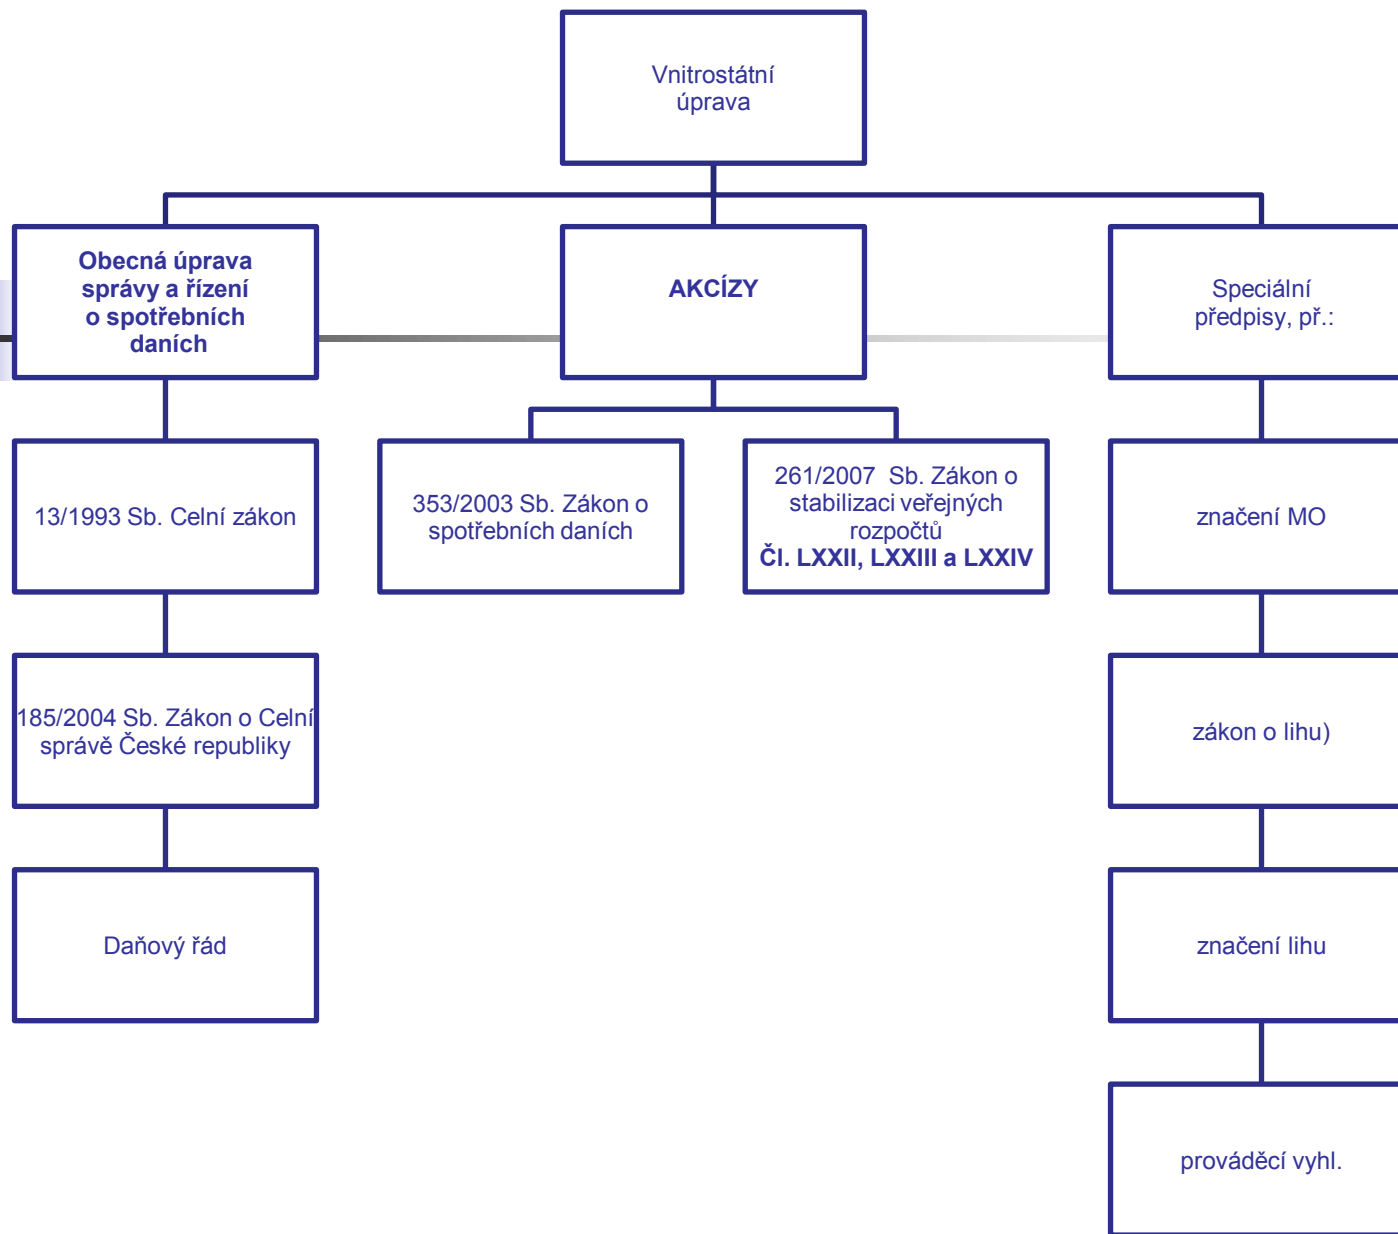 Vnitrostátní
úprava
Obecná úprava
správy a řízení
o spotřebních
daních
AKCÍZY
Speciální
předpisy, př.:
13/1993 Sb. Celní zákon
353/2003 Sb. Zákon o
spotřebních daních
261/2007  Sb. Zákon o
stabilizaci veřejných
rozpočtů
Čl. LXXII, LXXIII a LXXIV
značení MO
185/2004 Sb. Zákon o Celní
správě České republiky
zákon o lihu)
Daňový řád
značení lihu
prováděcí vyhl.